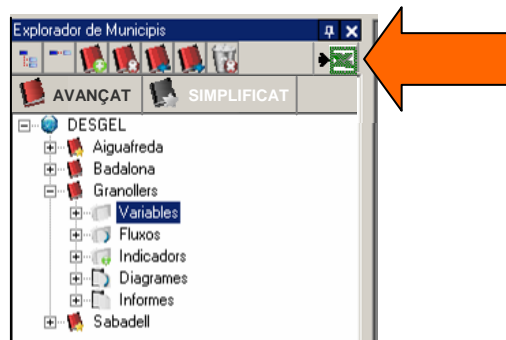 Explorador de Municipis
AVANÇAT SIMPLIFICAT
DESGEL
Aiguafreda
Badalona
Granollers
Variables
Fluxos
Indicadors
Diagrames
Informes
Sabadell